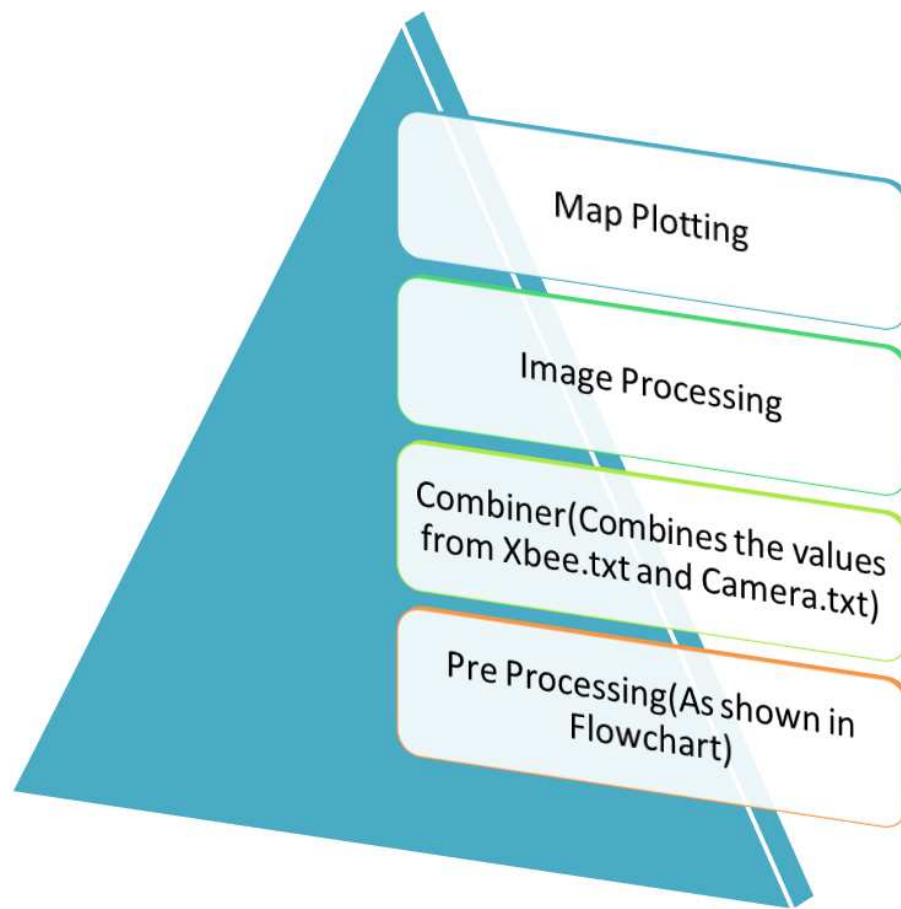 Map Plotting
Image Processing
Combiner(Combines the values
from Xbee.txt and Camera.txt)
Pre Processing(As shown in
Flowchart)